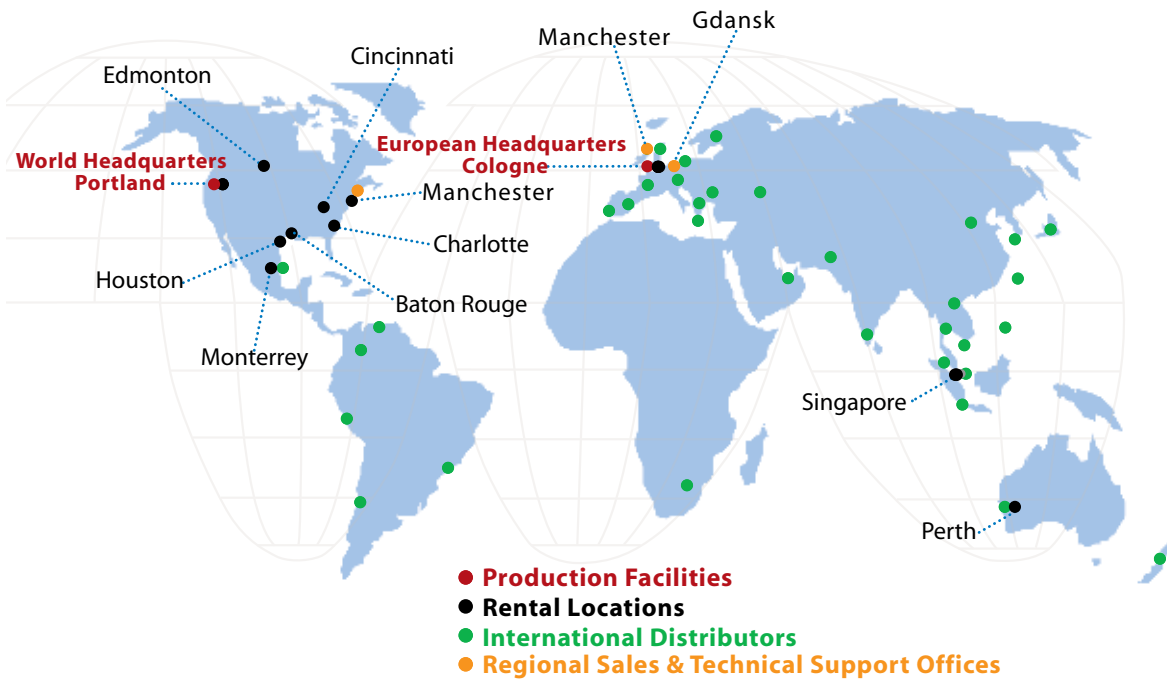 Gdansk
Manchester
Cincinnati
Edmonton
European Headquarters
Cologne
World Headquarters
Portland
Manchester
Charlotte
Houston
Baton Rouge
Monterrey
Singapore
Perth
Production Facilities
Rental Locations
International Distributors
Regional Sales & Technical Support Offices